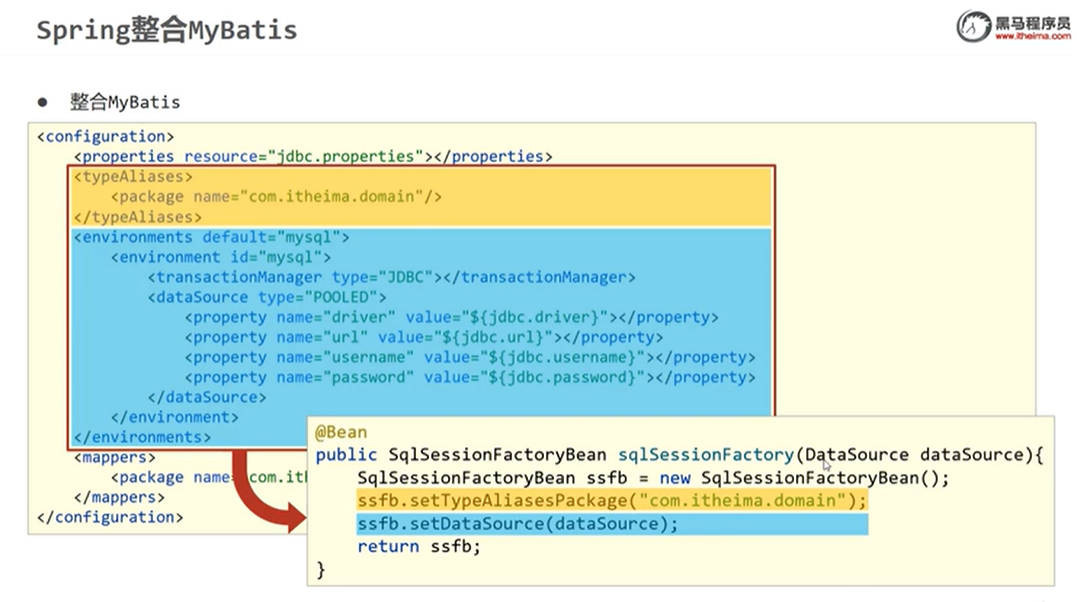 Spring整合MyBatis
黑马程序员
www.itheima.com
● 整合MyBatis
<configuration>
<properties resource="jdbc.properties"></properties>
<typeAliases>
<package name="com.itheima.domain"/>
</typeAliases>
<environments default="mysql">
<environment id="mysql">
<transactionManager type="JDBC"></transactionManager>
<dataSource type="POOLED">
<property name="driver" value="${jdbc.driver}"></property>
<property name="url" value="${jdbc.url}"></property>
<property name="username" value="${jdbc.username}"></property>
<property name="password" value="${jdbc.password}"></property>
</dataSource>
</environment>
</environments>
<mappers>
<package name
</mappers>
</configuration>
@Bean
public SqlSessionFactoryBean sqlSessionFactory(DataSource dataSource){
SqlSessionFactoryBean ssfb = new SqlSessionFactoryBean();
ssfb.setTypeAliasesPackage("com.itheima.domain");
ssfb.setDataSource(dataSource);
return ssfb;
}